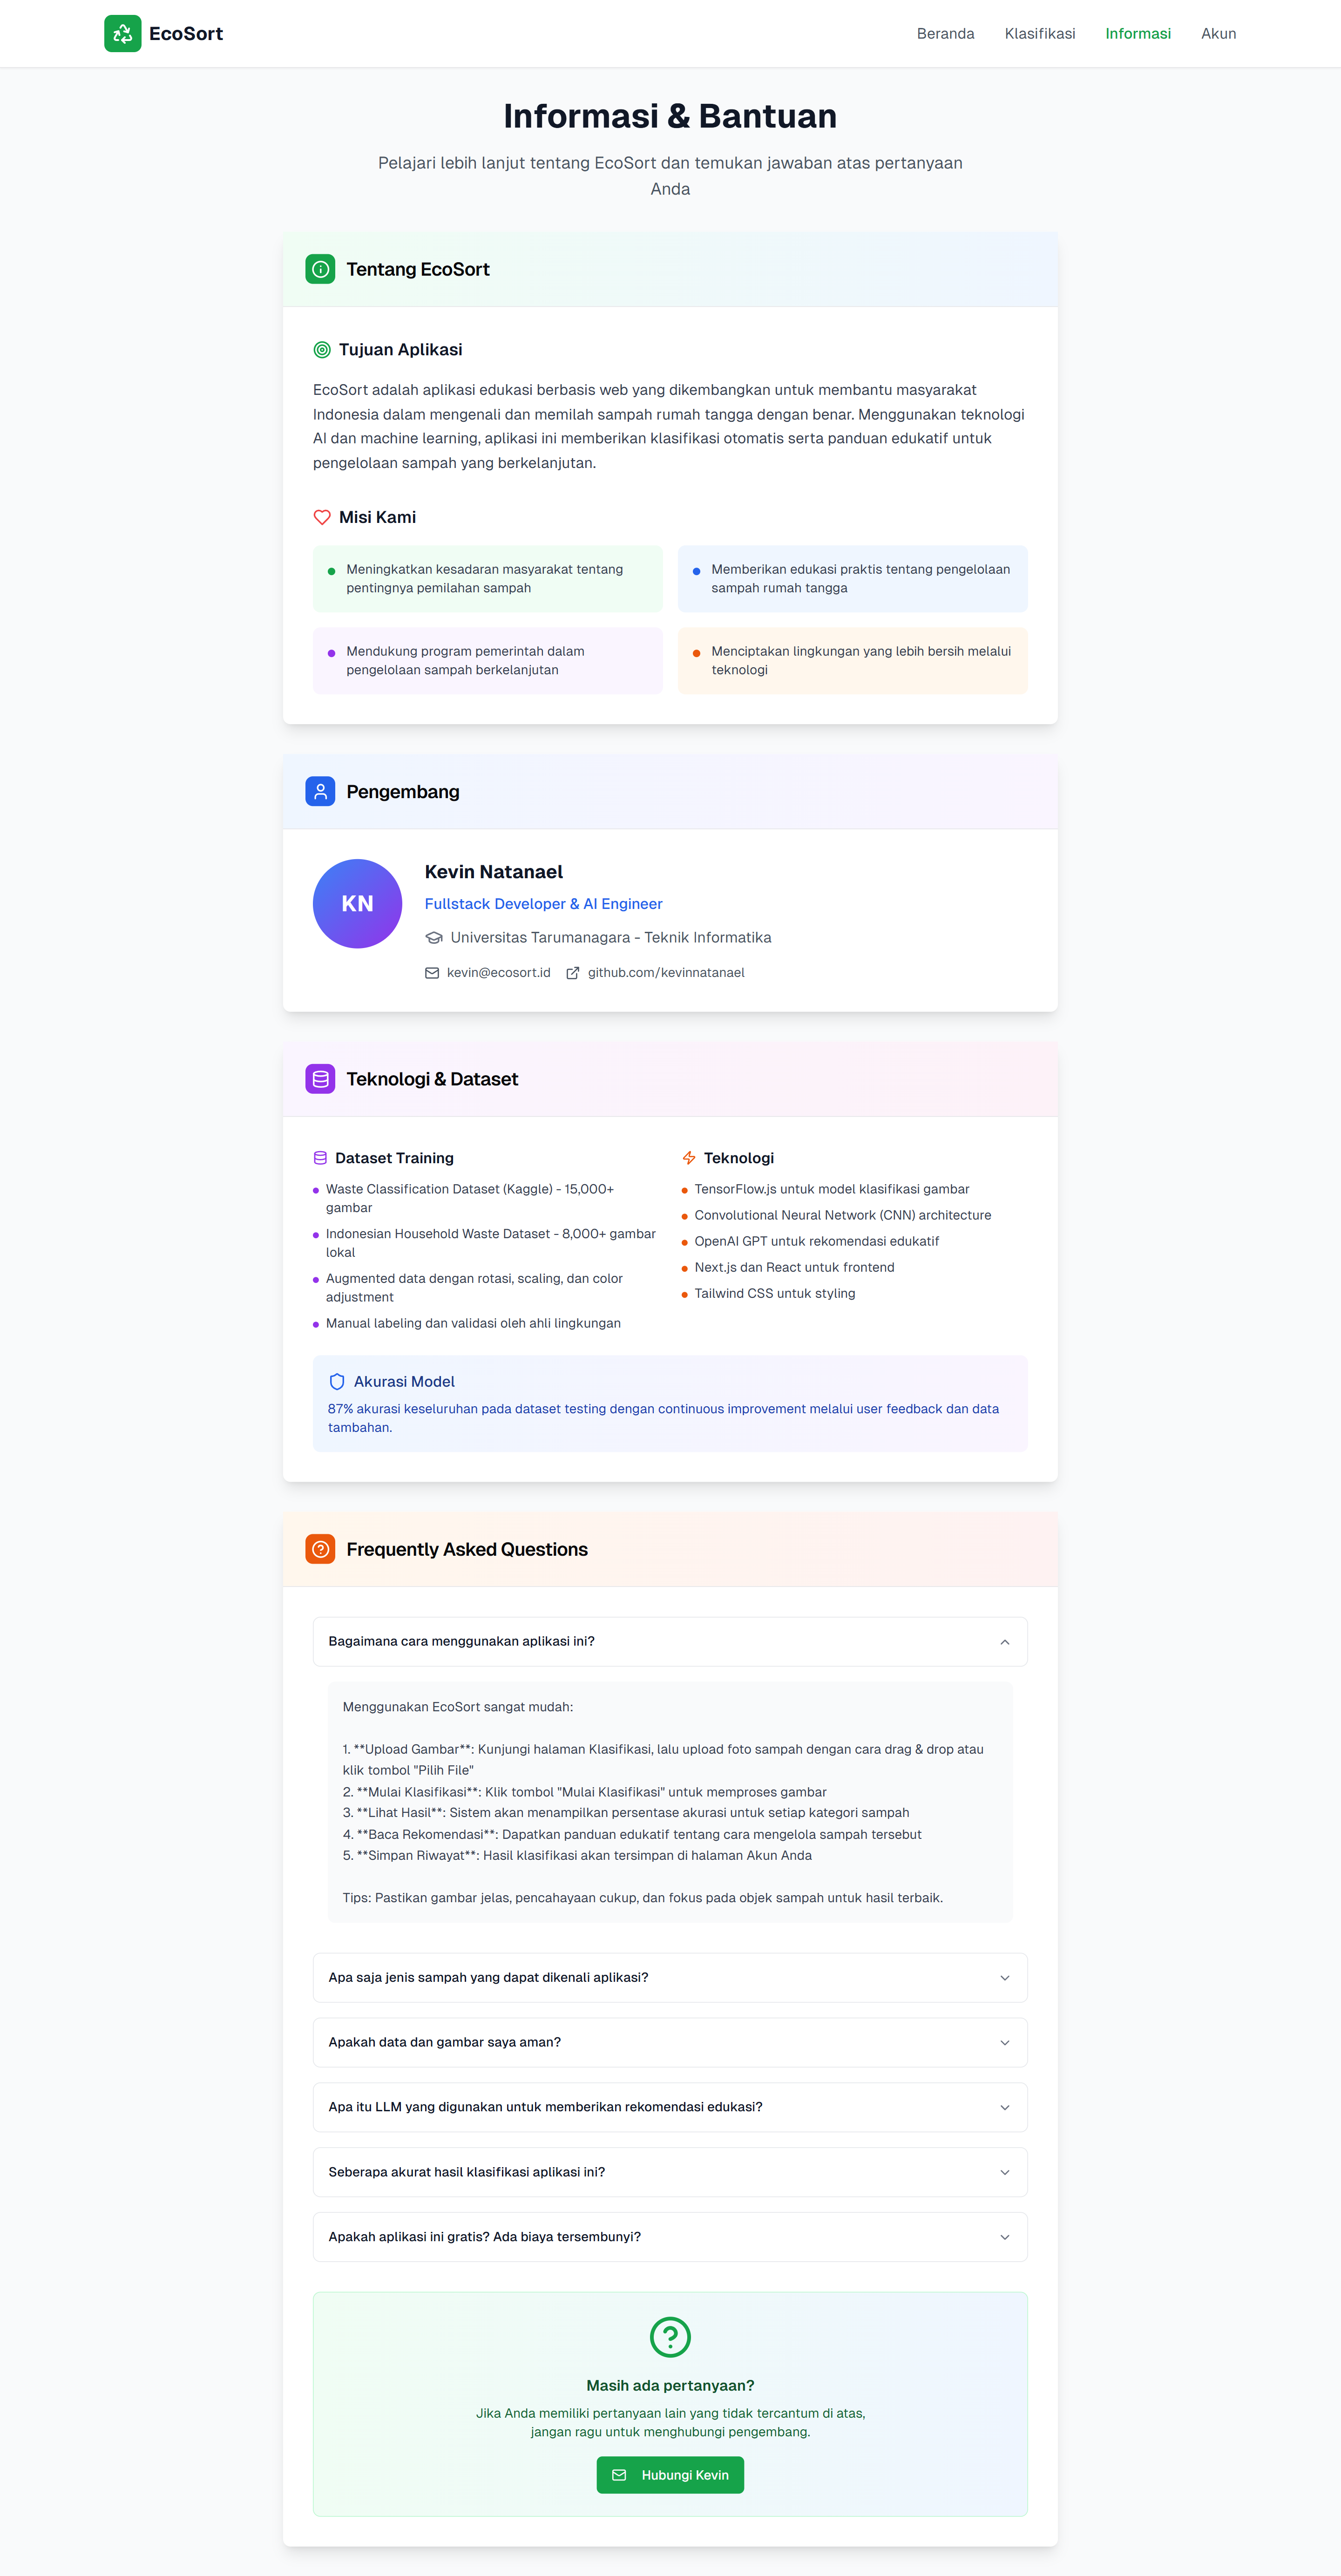 EcoSort
Beranda Klasifikasi Informasi Akun
Informasi & Bantuan
Pelajari lebih lanjut tentang EcoSort dan temukan jawaban atas pertanyaan
Anda
Tentang EcoSort
Tujuan Aplikasi
EcoSort adalah aplikasi edukasi berbasis web yang dikembangkan untuk membantu masyarakat
Indonesia dalam mengenali dan memilah sampah rumah tangga dengan benar. Menggunakan teknologi
AI dan machine learning, aplikasi ini memberikan klasifikasi otomatis serta panduan edukatif untuk
pengelolaan sampah yang berkelanjutan.
Misi Kami
Meningkatkan kesadaran masyarakat tentang
pentingnya pemilahan sampah
Memberikan edukasi praktis tentang pengelolaan
sampah rumah tangga
Mendukung program pemerintah dalam
pengelolaan sampah berkelanjutan
Menciptakan lingkungan yang lebih bersih melalui
teknologi
Pengembang
KN
Kevin Natanael
Fullstack Developer & AI Engineer
Universitas Tarumanagara - Teknik Informatika
kevin@ecosort.id github.com/kevinnatanael
Teknologi & Dataset
Dataset Training
Waste Classification Dataset (Kaggle) - 15,000+
gambar
Indonesian Household Waste Dataset - 8,000+ gambar
lokal
Augmented data dengan rotasi, scaling, dan color
adjustment
Manual labeling dan validasi oleh ahli lingkungan
Teknologi
TensorFlow.js untuk model klasifikasi gambar
Convolutional Neural Network (CNN) architecture
OpenAI GPT untuk rekomendasi edukatif
Next.js dan React untuk frontend
Tailwind CSS untuk styling
Akurasi Model
87% akurasi keseluruhan pada dataset testing dengan continuous improvement melalui user feedback dan data
tambahan.
Frequently Asked Questions
Bagaimana cara menggunakan aplikasi ini?
Menggunakan EcoSort sangat mudah:
1. **Upload Gambar**: Kunjungi halaman Klasifikasi, lalu upload foto sampah dengan cara drag & drop atau
klik tombol "Pilih File"
2. **Mulai Klasifikasi**: Klik tombol "Mulai Klasifikasi" untuk memproses gambar
3. **Lihat Hasil**: Sistem akan menampilkan persentase akurasi untuk setiap kategori sampah
4. **Baca Rekomendasi**: Dapatkan panduan edukatif tentang cara mengelola sampah tersebut
5. **Simpan Riwayat**: Hasil klasifikasi akan tersimpan di halaman Akun Anda
Tips: Pastikan gambar jelas, pencahayaan cukup, dan fokus pada objek sampah untuk hasil terbaik.
Apa saja jenis sampah yang dapat dikenali aplikasi?
Apakah data dan gambar saya aman?
Apa itu LLM yang digunakan untuk memberikan rekomendasi edukasi?
Seberapa akurat hasil klasifikasi aplikasi ini?
Apakah aplikasi ini gratis? Ada biaya tersembunyi?
Masih ada pertanyaan?
Jika Anda memiliki pertanyaan lain yang tidak tercantum di atas,
jangan ragu untuk menghubungi pengembang.
Hubungi Kevin